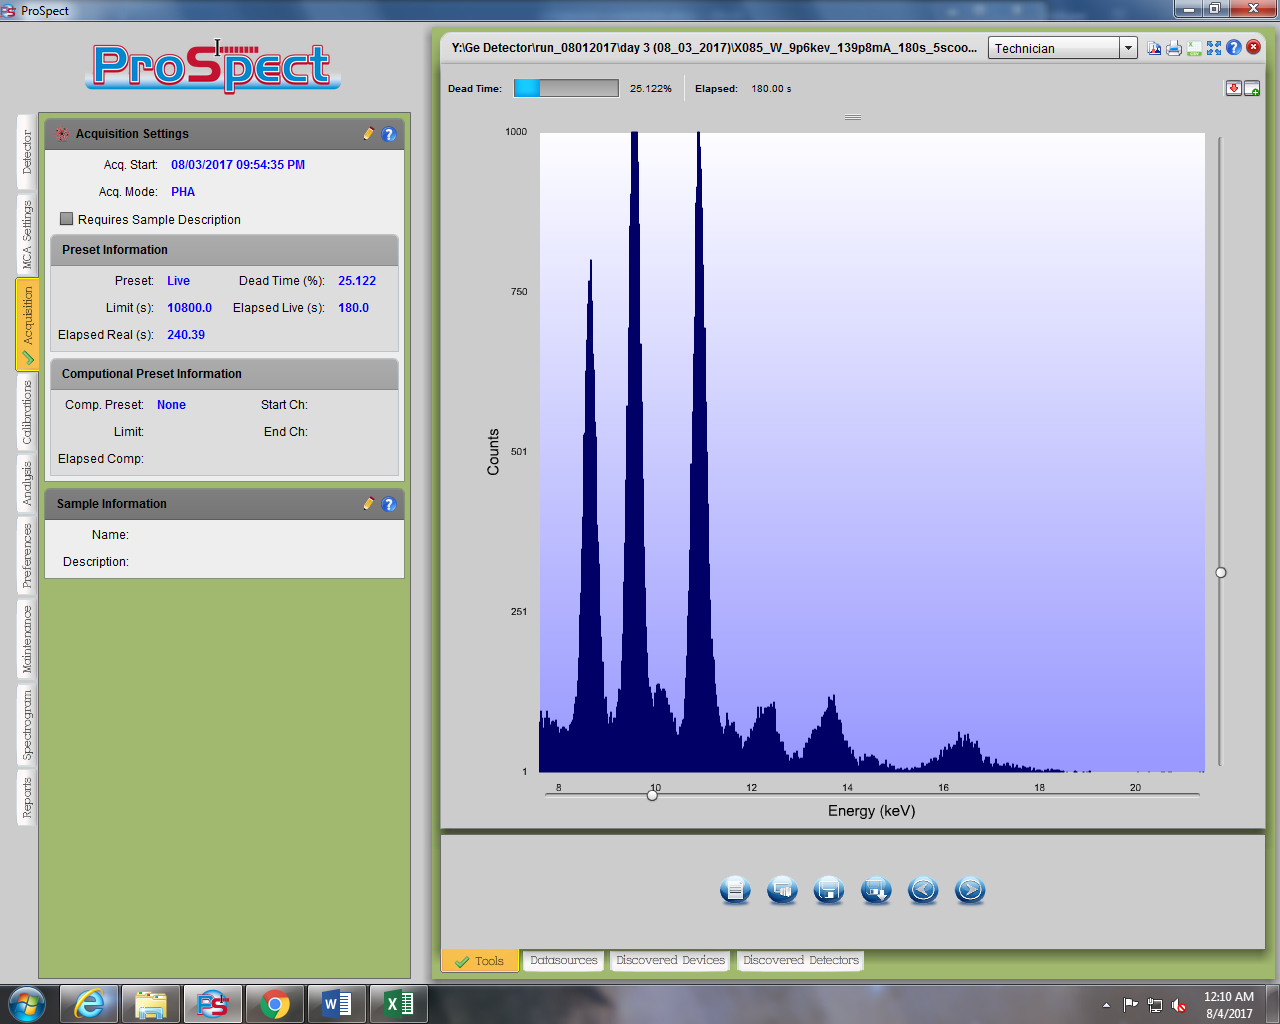 ProSpect
ProSpect
Y:\Ge Detector\run_08012017\day 3 (08_03_2017)\X085_W_9p6kev_139p8mA_180s_5scoo...
Technician
Dead Time:
25.122%
Elapsed:
180.00 s
Detector
MCA Settings
Acquisition
Calibrations
Analysis
Preferences
Maintenance
Spectrogram
Reports
Acquisition Settings
Acq. Start: 08/03/2017 09:54:35 PM
Acq. Mode: PHA
Requires Sample Description
Preset Information
Preset: Live Dead Time (%): 25.122
Limit (s): 10800.0 Elapsed Live (s): 180.0
Elapsed Real (s): 240.39
Computional Preset Information
Comp. Preset: None Start Ch:
Limit: End Ch:
Elapsed Comp:
Sample Information
Name:
Description:
1000
750
501
251
1
Counts
8 10 12 14 16 18 20
Energy (keV)
Tools
Datasources
Discovered Devices
Discovered Detectors
12:10 AM
8/4/2017